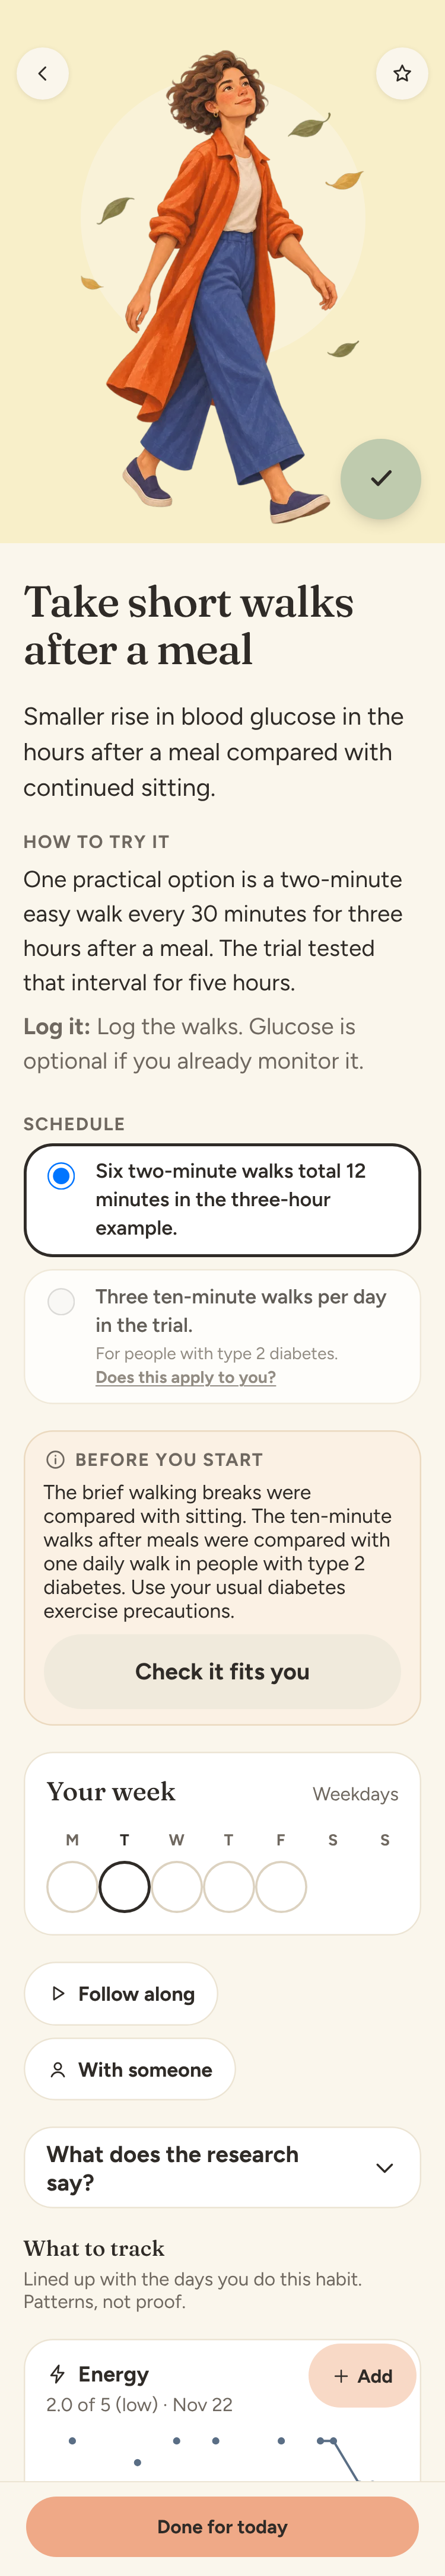 Take short walks
after a meal
Smaller rise in blood glucose in the
hours after a meal compared with
continued sitting.
HOW TO TRY IT
One practical option is a two-minute
easy walk every 30 minutes for three
hours after a meal. The trial tested
that interval for five hours.
Log it: Log the walks. Glucose is
optional if you already monitor it.
SCHEDULE
Six two-minute walks total 12
minutes in the three-hour
example.
Three ten-minute walks per day
in the trial.
For people with type 2 diabetes.
Does this apply to you?
BEFORE YOU START
The brief walking breaks were
compared with sitting. The ten-minute
walks after meals were compared with
one daily walk in people with type 2
diabetes. Use your usual diabetes
exercise precautions.
Check it fits you
Your week Weekdays
M T W T F S S
Follow along
With someone
What does the research
say?
What to track
Lined up with the days you do this habit.
Patterns, not proof.
Energy
+ Add
2.0 of 5 (low) · Nov 22
Done for today